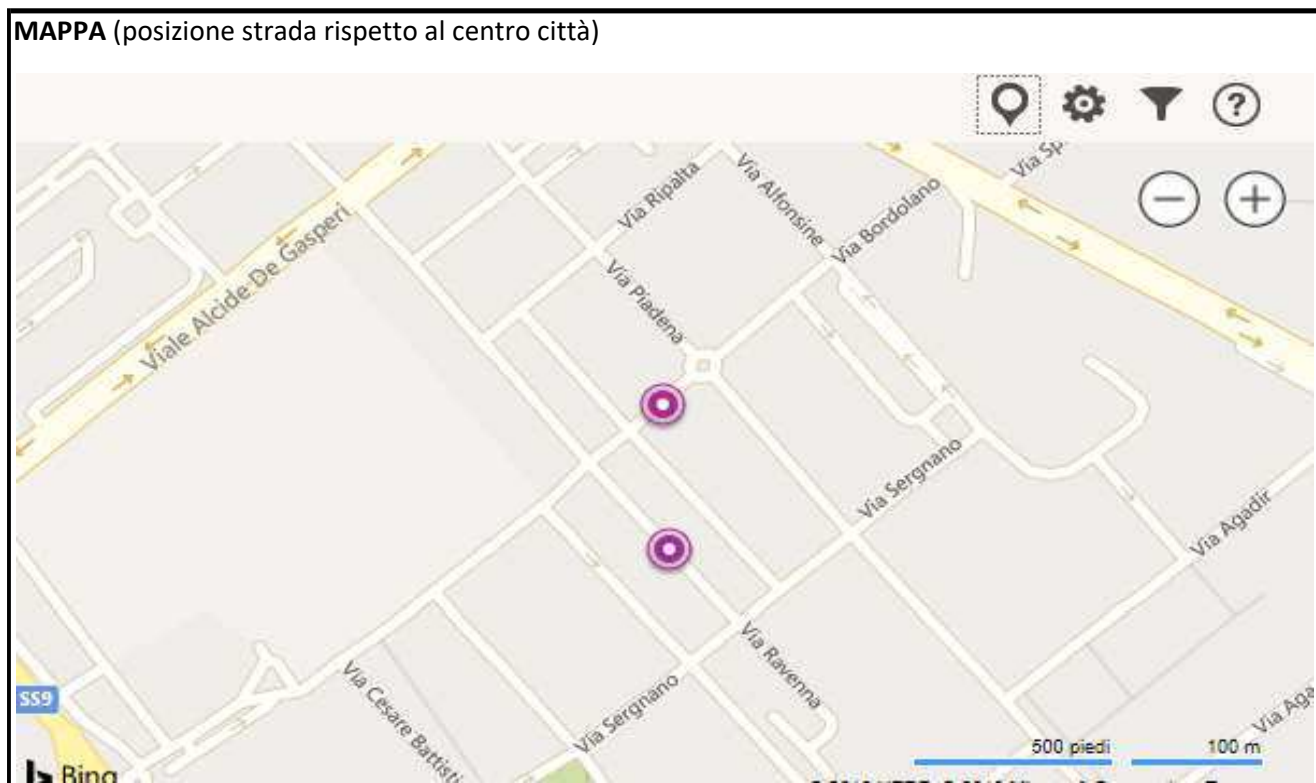 MAPPA (posizione strada rispetto al centro città)
?
Via Ripalta
Via Alfonsine
Via Bordolano
Viale Alcide De Gasperi
Via Piadena
Via Sergnano
Via Agadir
Via Ravenna
Via Sergnano
Via Cesare Battisti
SS9
500 piedi
100 m
Bing